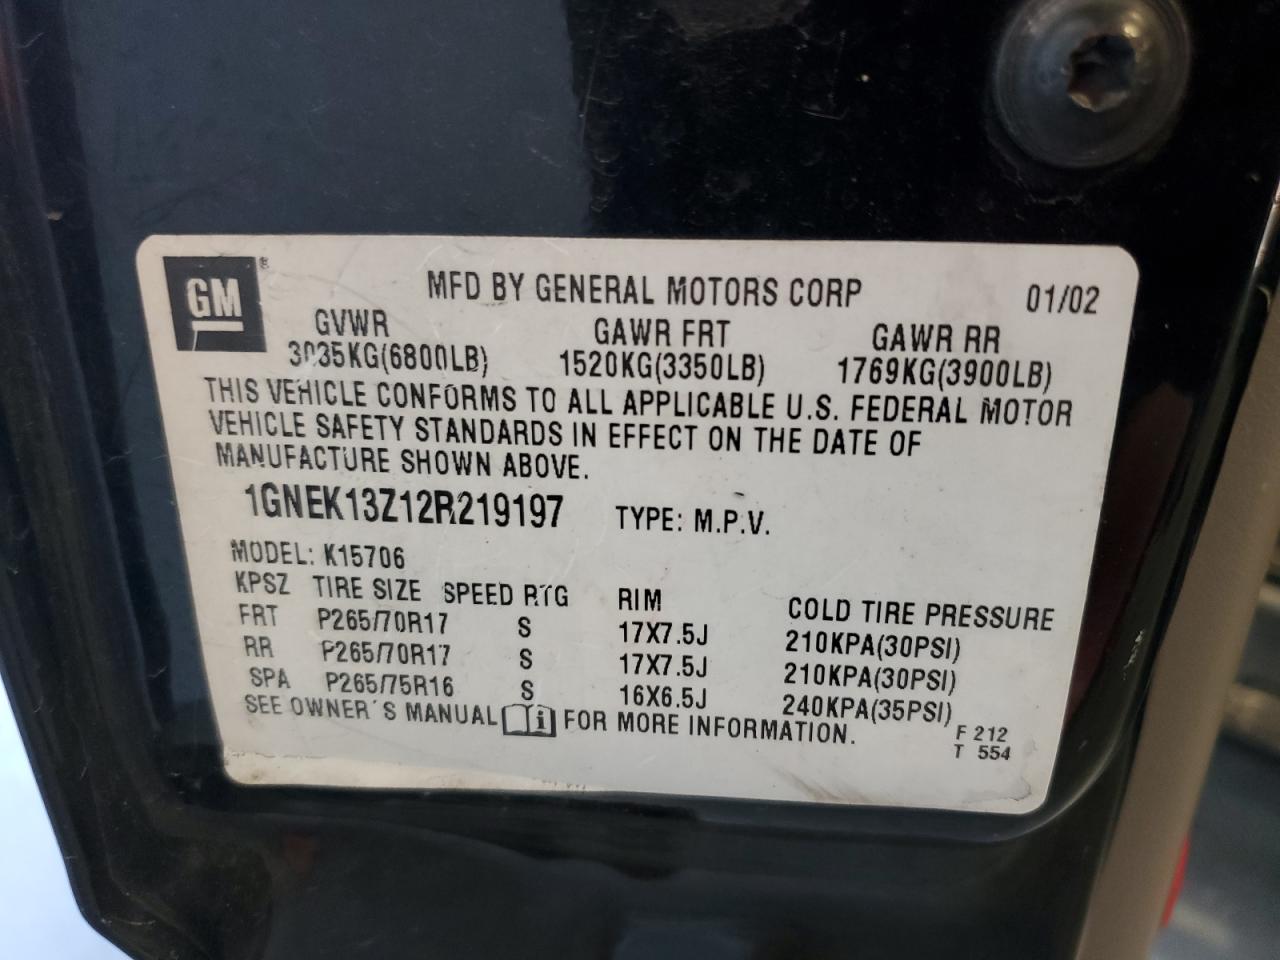 GM®
MFD BY GENERAL MOTORS CORP 01/02
GVWR GAWR FRT GAWR RR
3035KG(6800LB) 1520KG(3350LB) 1769KG(3900LB)
THIS VEHICLE CONFORMS TO ALL APPLICABLE U.S. FEDERAL MOTOR
VEHICLE SAFETY STANDARDS IN EFFECT ON THE DATE OF
MANUFACTURE SHOWN ABOVE.
1GNEK13Z12R219197 TYPE: M.P.V.
MODEL: K15706
KPSZ TIRE SIZE SPEED RTG RIM COLD TIRE PRESSURE
FRT P265/70R17 S 17X7.5J 210KPA(30PSI)
RR P265/70R17 S 17X7.5J 210KPA(30PSI)
SPA P265/75R16 S 16X6.5J 240KPA(35PSI)
SEE OWNER'S MANUAL i FOR MORE INFORMATION.
F 212
T 554